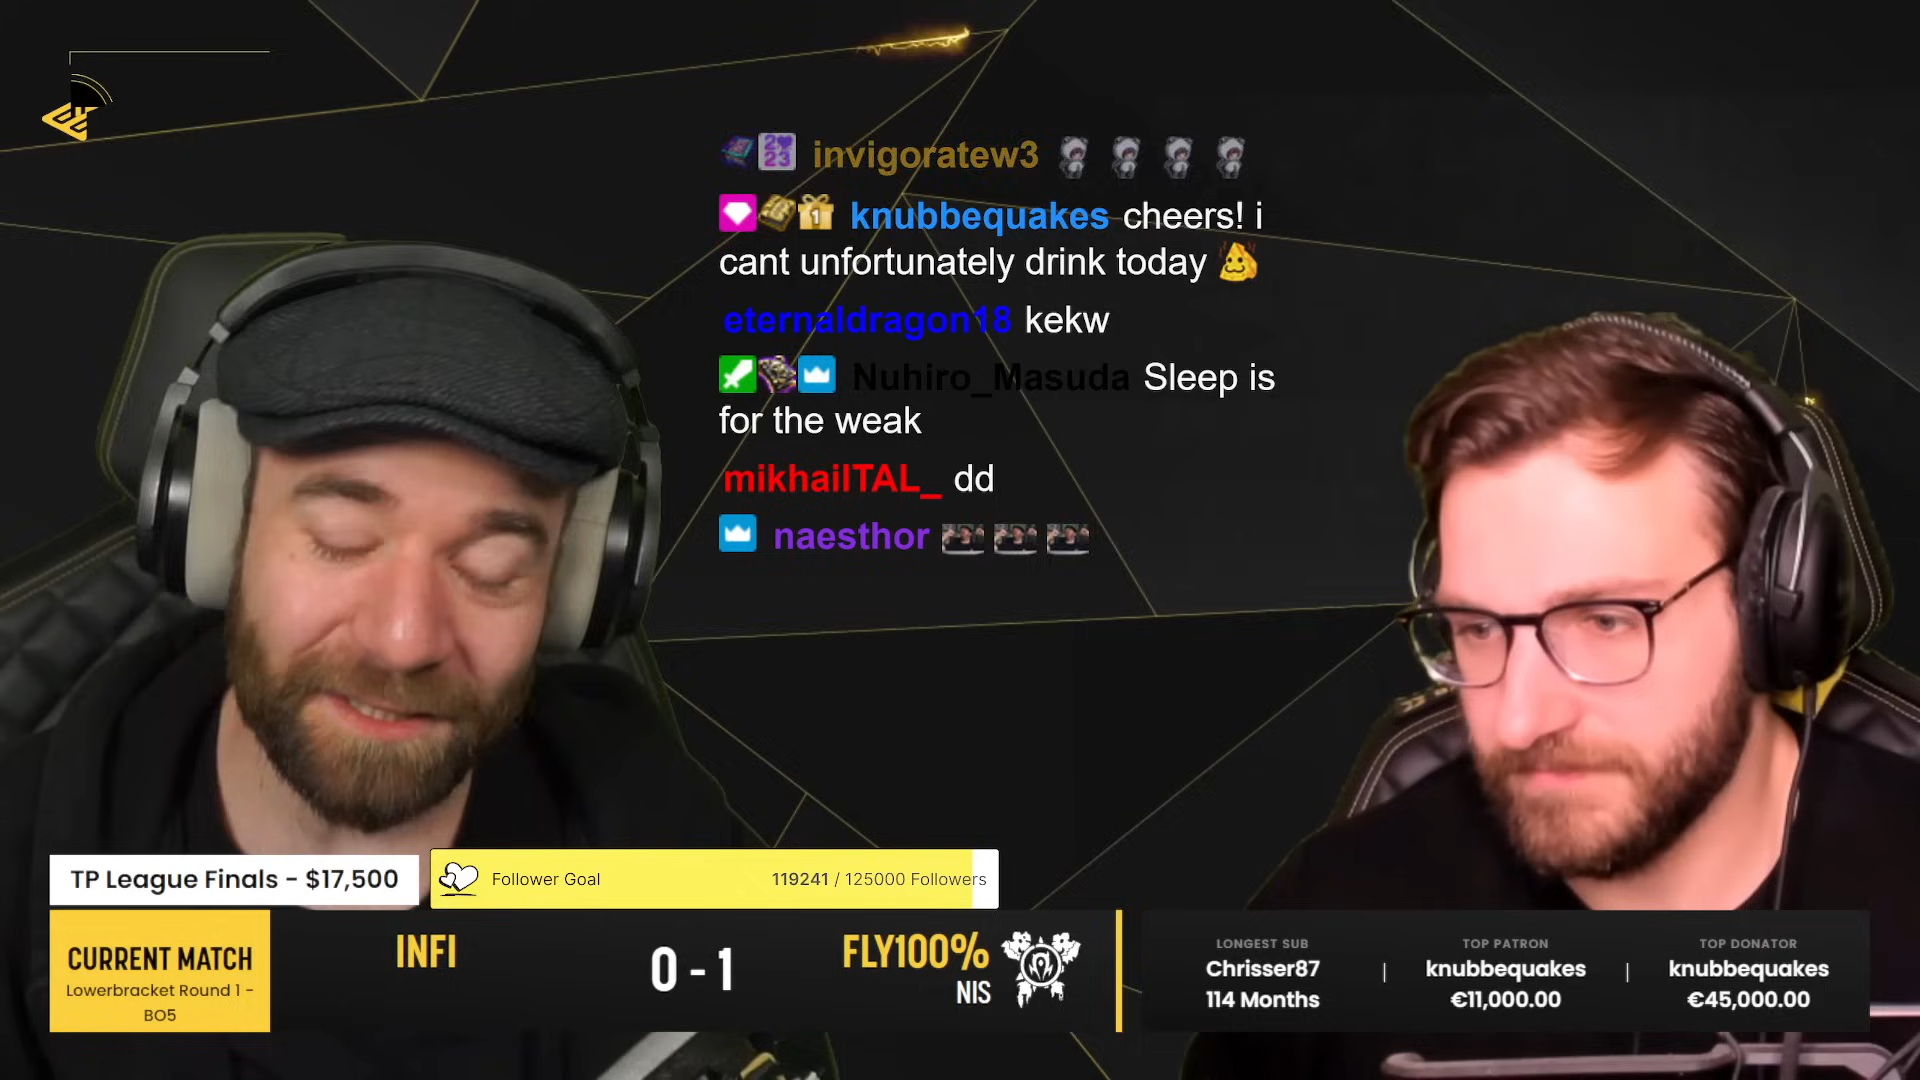 invigoratew3
knubbequakes cheers! i
cant unfortunately drink today
eternaldragon18 kekw
Nuhiro_Masuda Sleep is
for the weak
mikhailTAL_ dd
naesthor
TP League Finals - $17,500
Follower Goal 119241 / 125000 Followers
CURRENT MATCH
Lowerbracket Round 1 -
BO5
INFI
0 - 1
FLY100%
NIS
LONGEST SUB
Chrisser87
114 Months
|
TOP PATRON
knubbequakes
€11,000.00
|
TOP DONATOR
knubbequakes
€45,000.00